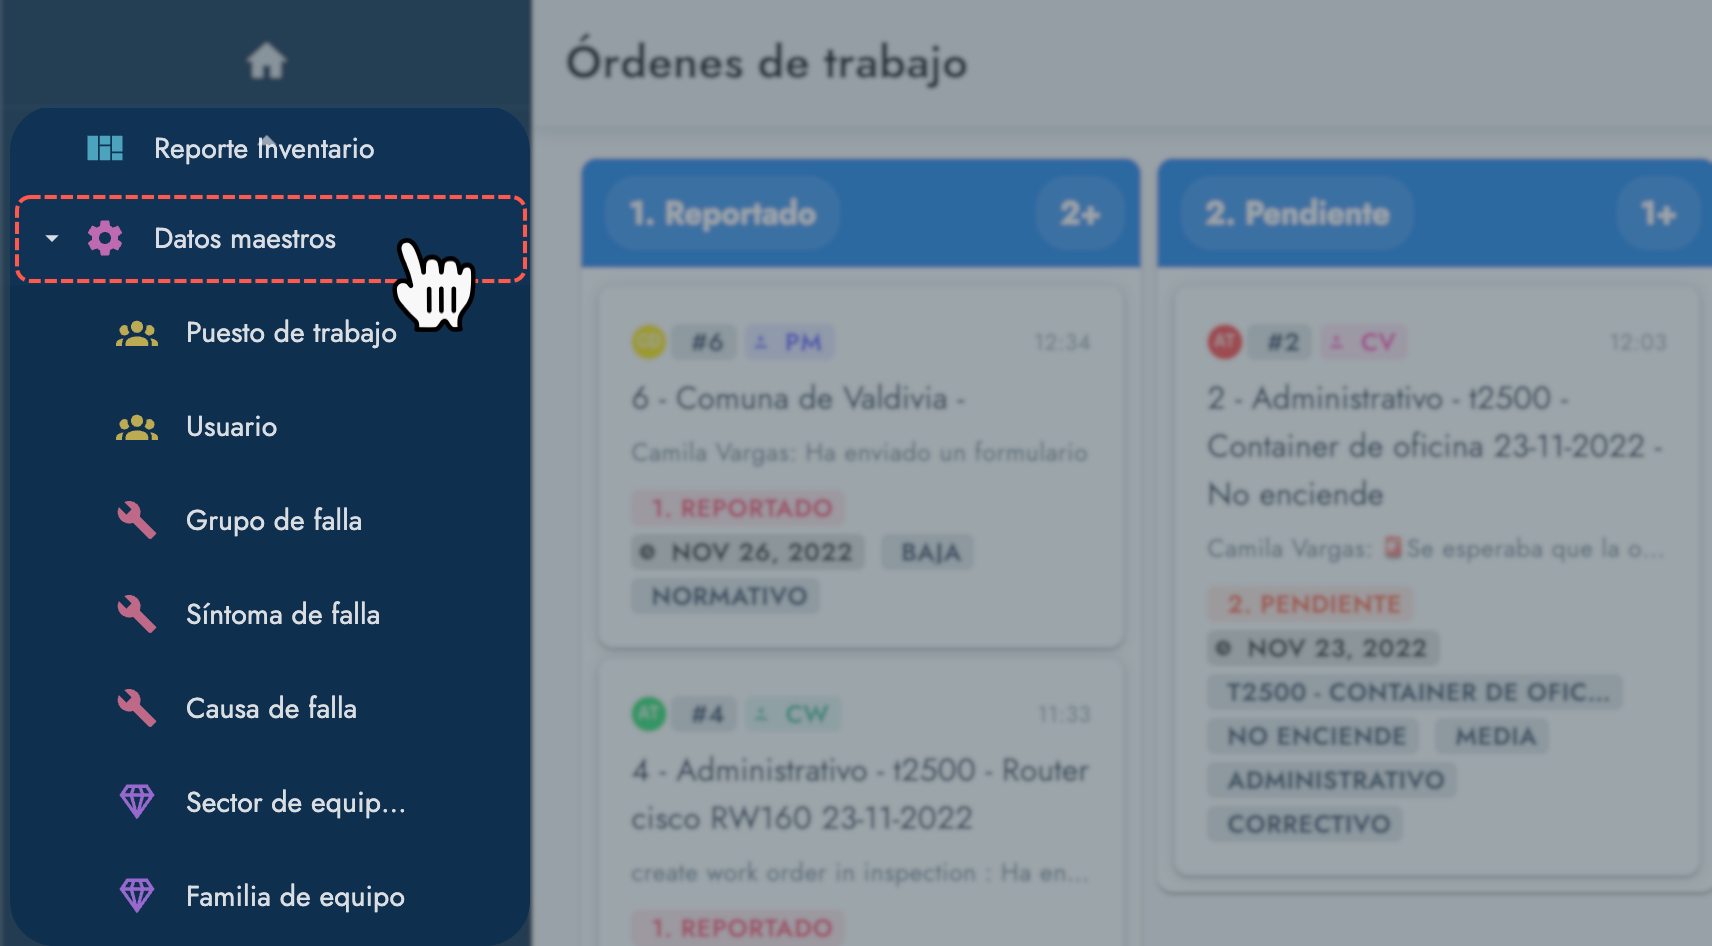 Reporte Inventario
Datos maestros
Puesto de trabajo
Usuario
Grupo de falla
Síntoma de falla
Causa de falla
Sector de equip...
Familia de equipo
Órdenes de trabajo
1. Reportado 2+
#6 PM 12:34
6 - Comuna de Valdivia -
Camila Vargas: Ha enviado un formulario
1. REPORTADO
NOV 26, 2022 BAJA
NORMATIVO
AT #4 CW 11:33
4 - Administrativo - t2500 - Router
cisco RW160 23-11-2022
create work order in inspection : Ha en...
1. REPORTADO
2. Pendiente 1+
AT #2 CV 12:03
2 - Administrativo - t2500 -
Container de oficina 23-11-2022 -
No enciende
Camila Vargas: Se esperaba que la o...
2. PENDIENTE
NOV 23, 2022
T2500 - CONTAINER DE OFIC...
NO ENCIENDE MEDIA
ADMINISTRATIVO
CORRECTIVO